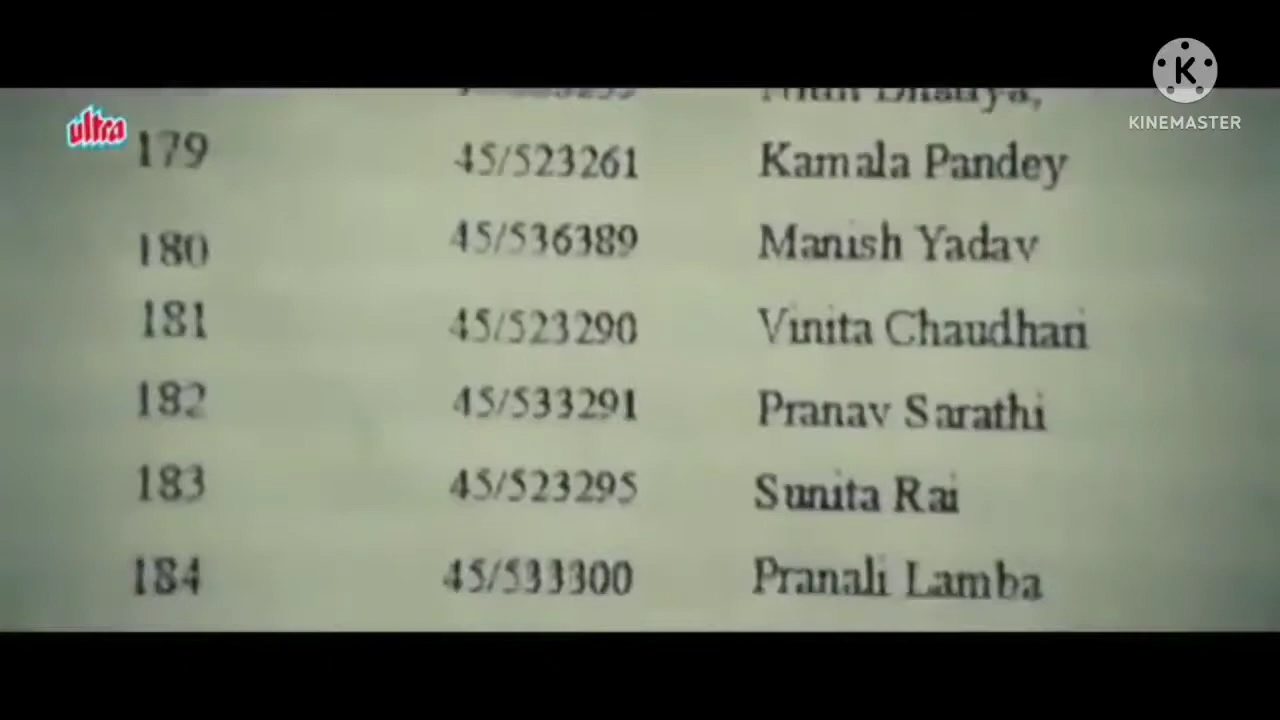 K
KINEMASTER
ultra
179 45/523261 Kamala Pandey
180 45/536389 Manish Yadav
181 45/523290 Vinita Chaudhari
182 45/533291 Pranav Sarathi
183 45/523295 Sunita Rai
184 45/533300 Pranali Lamba